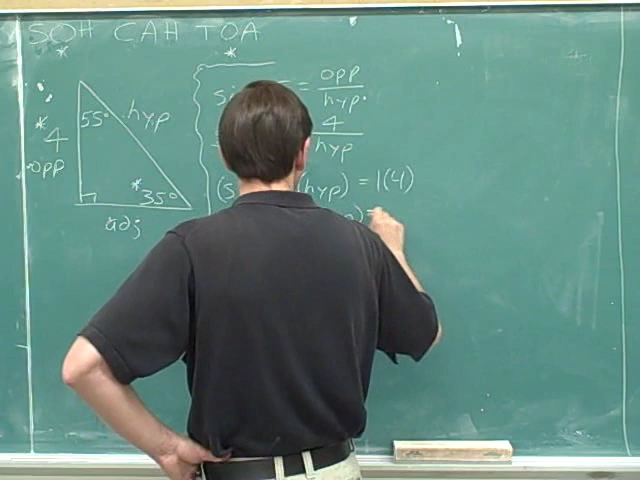 SOH CAH TOA
opp
= hyp.
4
hyp
(hyp) = 1(4)
55°
hyp
4
opp
35°
adj